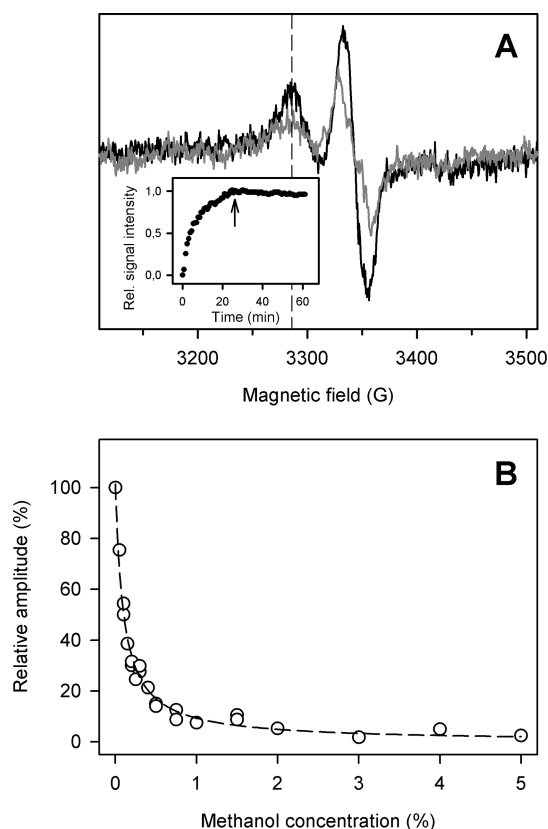 A
Rel. signal intensity
1,0
0,5
0,0
0 20 40 60
Time (min)
3200 3300 3400 3500
Magnetic field (G)
B
Relative amplitude (%)
100
80
60
40
20
0
0 1 2 3 4 5
Methanol concentration (%)